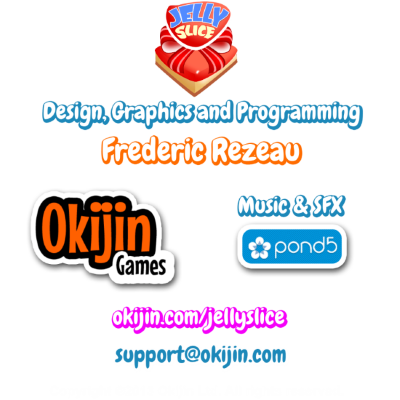 JELLY
SLICE
Design, Graphics and Programming
Frederic Rezeau
Okijin
Games
Music & SFX
pond5
okijin.com/jellyslice
support@okijin.com